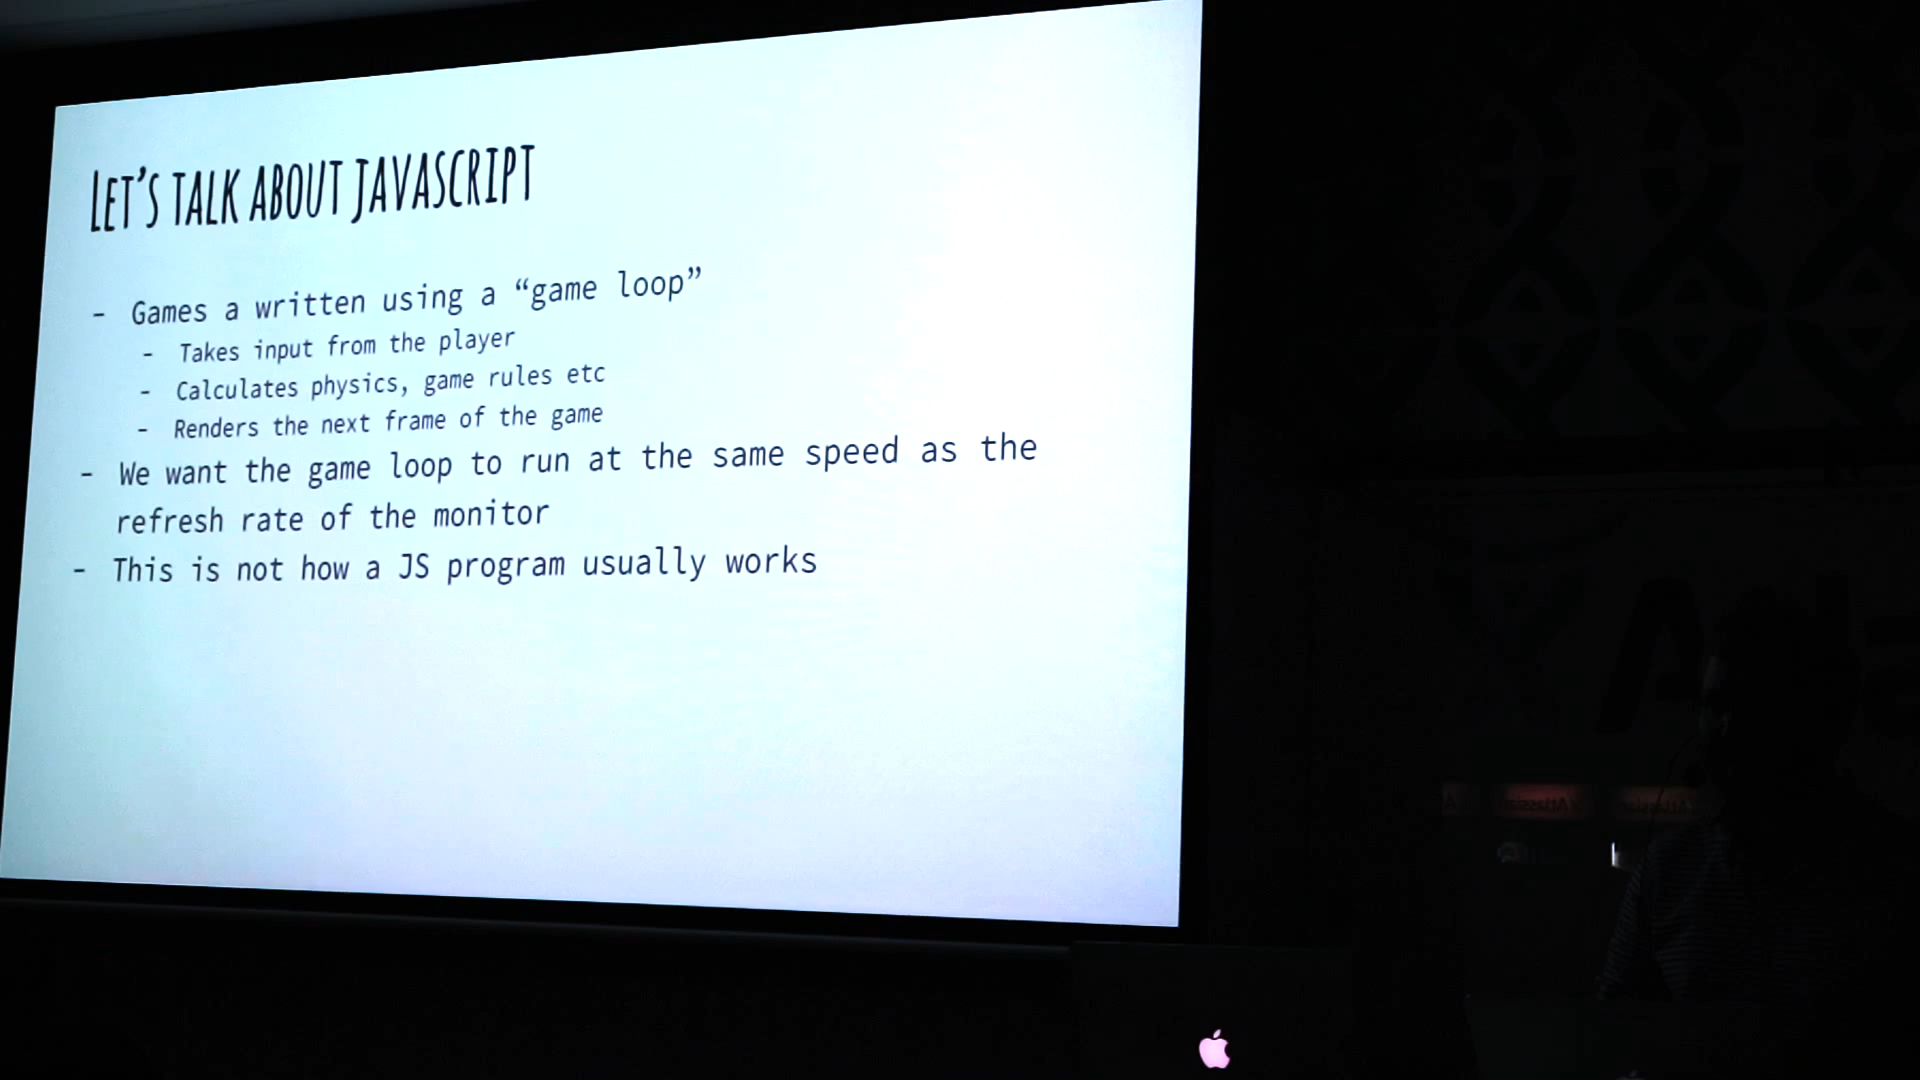 LET'S TALK ABOUT JAVASCRIPT
- Games a written using a “game loop”
- Takes input from the player
- Calculates physics, game rules etc
- Renders the next frame of the game
- We want the game loop to run at the same speed as the
refresh rate of the monitor
- This is not how a JS program usually works